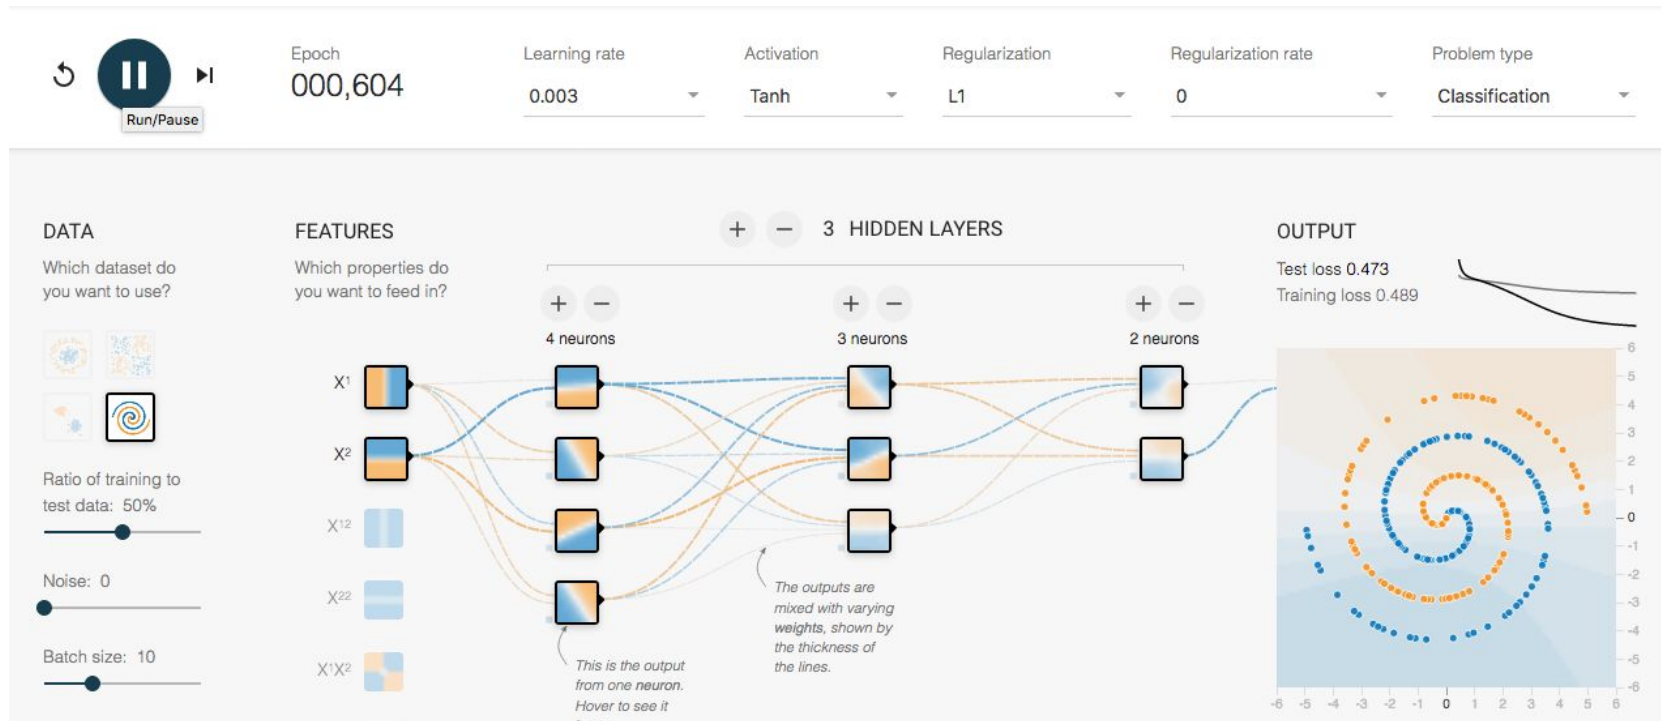 Epoch
000,604
Learning rate
0.003
Activation
Tanh
Regularization
L1
Regularization rate
0
Problem type
Classification
Run/Pause
DATA
Which dataset do
you want to use?
Ratio of training to
test data: 50%
Noise: 0
Batch size: 10
FEATURES
Which properties do
you want to feed in?
X1
X2
X12
X22
X1X2
+ − 3 HIDDEN LAYERS
+ −
4 neurons
+ −
3 neurons
+ −
2 neurons
The outputs are
mixed with varying
weights, shown by
the thickness of
the lines.
This is the output
from one neuron.
Hover to see it
OUTPUT
Test loss 0.473
Training loss 0.489
6
5
4
3
2
1
0
-1
-2
-3
-4
-5
-6
-6 -5 -4 -3 -2 -1 0 1 2 3 4 5 6